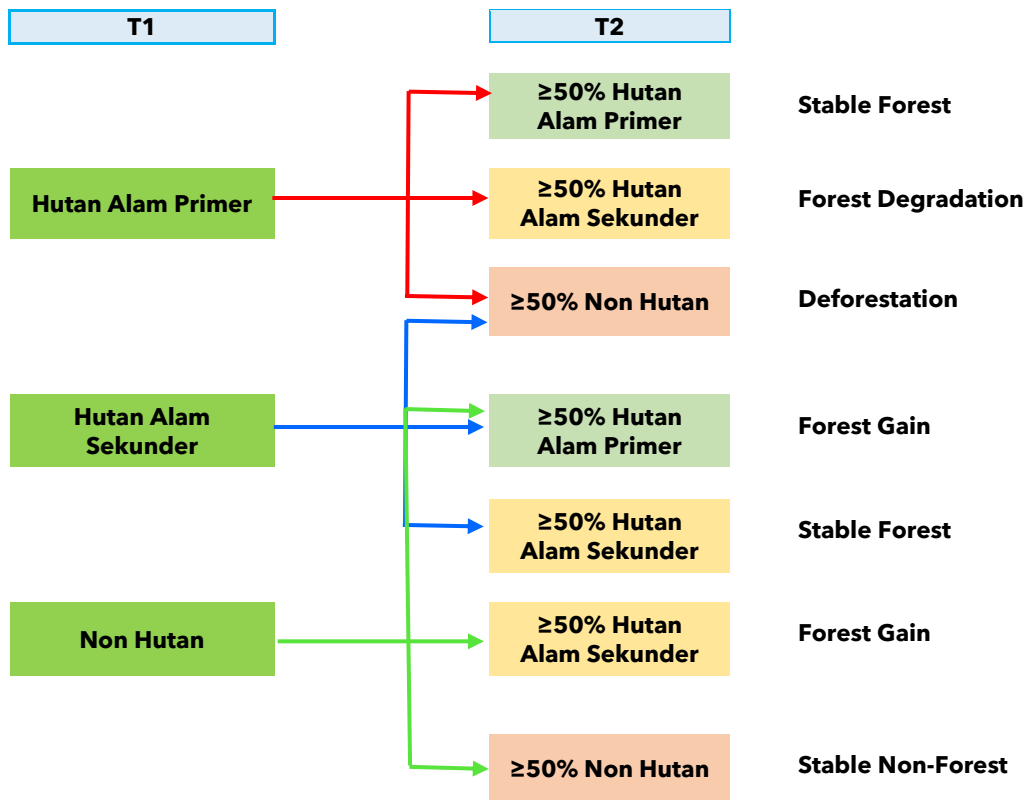 T1
T2
≥50% Hutan
Alam Primer
Stable Forest
Hutan Alam Primer
≥50% Hutan
Alam Sekunder
Forest Degradation
≥50% Non Hutan
Deforestation
Hutan Alam
Sekunder
≥50% Hutan
Alam Primer
Forest Gain
≥50% Hutan
Alam Sekunder
Stable Forest
Non Hutan
≥50% Hutan
Alam Sekunder
Forest Gain
≥50% Non Hutan
Stable Non-Forest